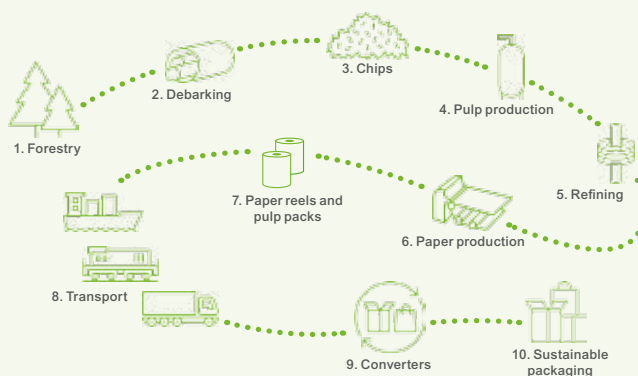 1. Forestry
2. Debarking
3. Chips
4. Pulp production
5. Refining
6. Paper production
7. Paper reels and
pulp packs
8. Transport
9. Converters
10. Sustainable
packaging